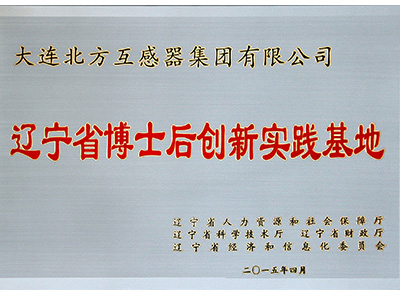 大连北方互感器集团有限公司
辽宁省博士后创新实践基地
辽宁省人力资源和社会保障厅
辽宁省科学技术厅 辽宁省财政厅
辽宁省经济和信息化委员会
二〇一五年四月